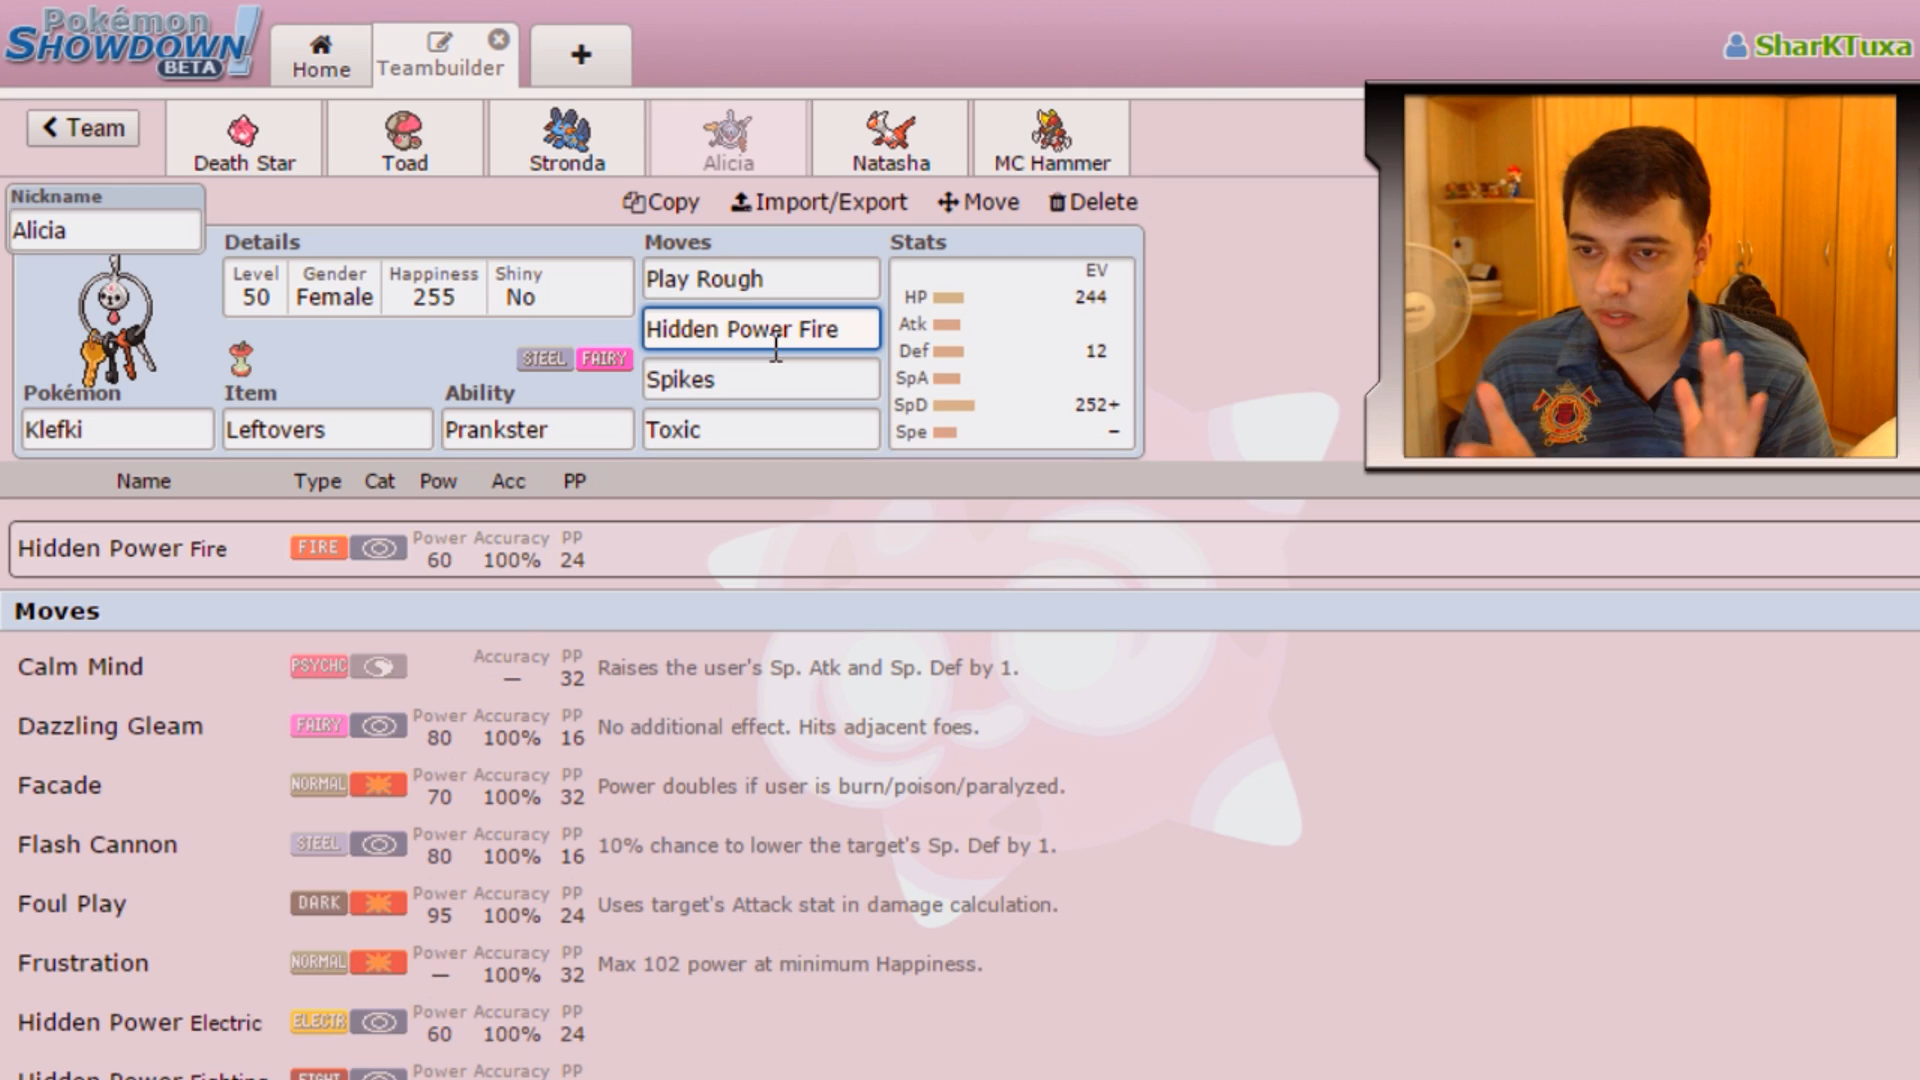 Pokémon
SHOWDOWN!
BETA
Home
Teambuilder
+
SharKTuxa
Team
Death Star
Toad
Stronda
Alicia
Natasha
MC Hammer
Nickname
Alicia
Copy
Import/Export
Move
Delete
Details
Moves
Stats
Level
Gender
Happiness
Shiny
50
Female
255
No
Play Rough
Hidden Power Fire
Spikes
Toxic
EV
HP 244
Atk
Def 12
SpA
SpD 252+
Spe −
STEEL FAIRY
Pokémon
Item
Ability
Klefki
Leftovers
Prankster
Name Type Cat Pow Acc PP
Hidden Power Fire FIRE Power 60 Accuracy 100% PP 24
Moves
Calm Mind PSYCHC Accuracy — PP 32 Raises the user's Sp. Atk and Sp. Def by 1.
Dazzling Gleam FAIRY Power 80 Accuracy 100% PP 16 No additional effect. Hits adjacent foes.
Facade NORMAL Power 70 Accuracy 100% PP 32 Power doubles if user is burn/poison/paralyzed.
Flash Cannon STEEL Power 80 Accuracy 100% PP 16 10% chance to lower the target's Sp. Def by 1.
Foul Play DARK Power 95 Accuracy 100% PP 24 Uses target's Attack stat in damage calculation.
Frustration NORMAL Power — Accuracy 100% PP 32 Max 102 power at minimum Happiness.
Hidden Power Electric ELECTR Power 60 Accuracy 100% PP 24
Hidden Power Fighting FIGHT Power Accuracy PP